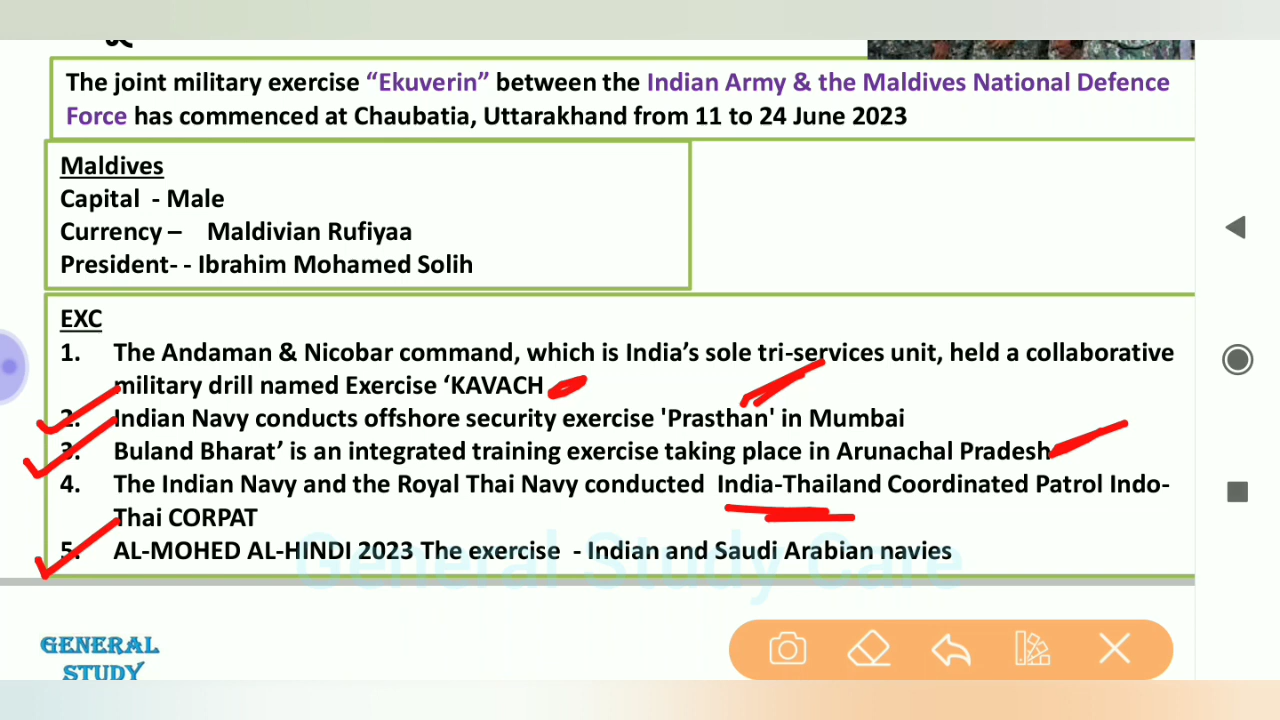 The joint military exercise “Ekuverin” between the Indian Army & the Maldives National Defence
Force has commenced at Chaubatia, Uttarakhand from 11 to 24 June 2023
Maldives
Capital - Male
Currency – Maldivian Rufiyaa
President- - Ibrahim Mohamed Solih
EXC
1. The Andaman & Nicobar command, which is India’s sole tri-services unit, held a collaborative
military drill named Exercise ‘KAVACH
2. Indian Navy conducts offshore security exercise 'Prasthan' in Mumbai
3. Buland Bharat’ is an integrated training exercise taking place in Arunachal Pradesh
4. The Indian Navy and the Royal Thai Navy conducted India-Thailand Coordinated Patrol Indo-
Thai CORPAT
5. AL-MOHED AL-HINDI 2023 The exercise - Indian and Saudi Arabian navies
General Study Care
GENERAL
STUDY